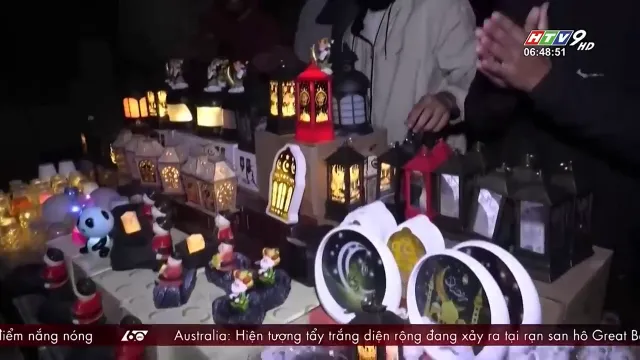 HTV9 HD
06:48:51
điểm nắng nóng
60
Australia: Hiện tượng tẩy trắng diện rộng đang xảy ra tại rạn san hô Great B